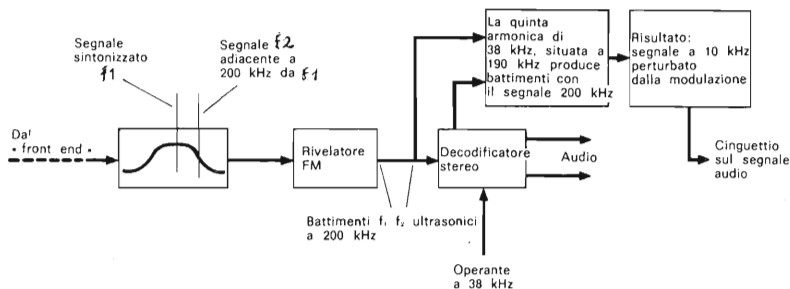 Segnale
sintonizzato
f1
Segnale f2
adiacente a
200 kHz da f1
La quinta
armonica di
38 kHz, situata a
190 kHz produce
battimenti con
il segnale 200 kHz
Risultato:
segnale a 10 kHz
perturbato
dalla modulazione
Dal
« front end »
Rivelatore
FM
Decodificatore
stereo
Audio
Cinguettio
sul segnale
audio
Battimenti f₁ f₂ ultrasonici
a 200 kHz
Operante
a 38 kHz